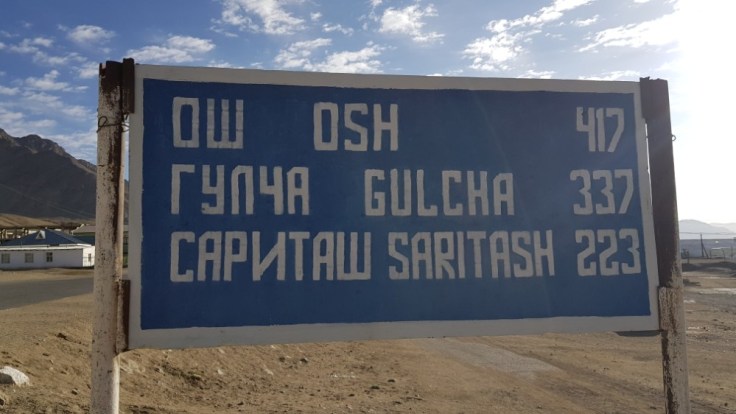 ОШ OSH 417
ГУЛЧА GULCHA 337
САРИТАШ SARITASH 223